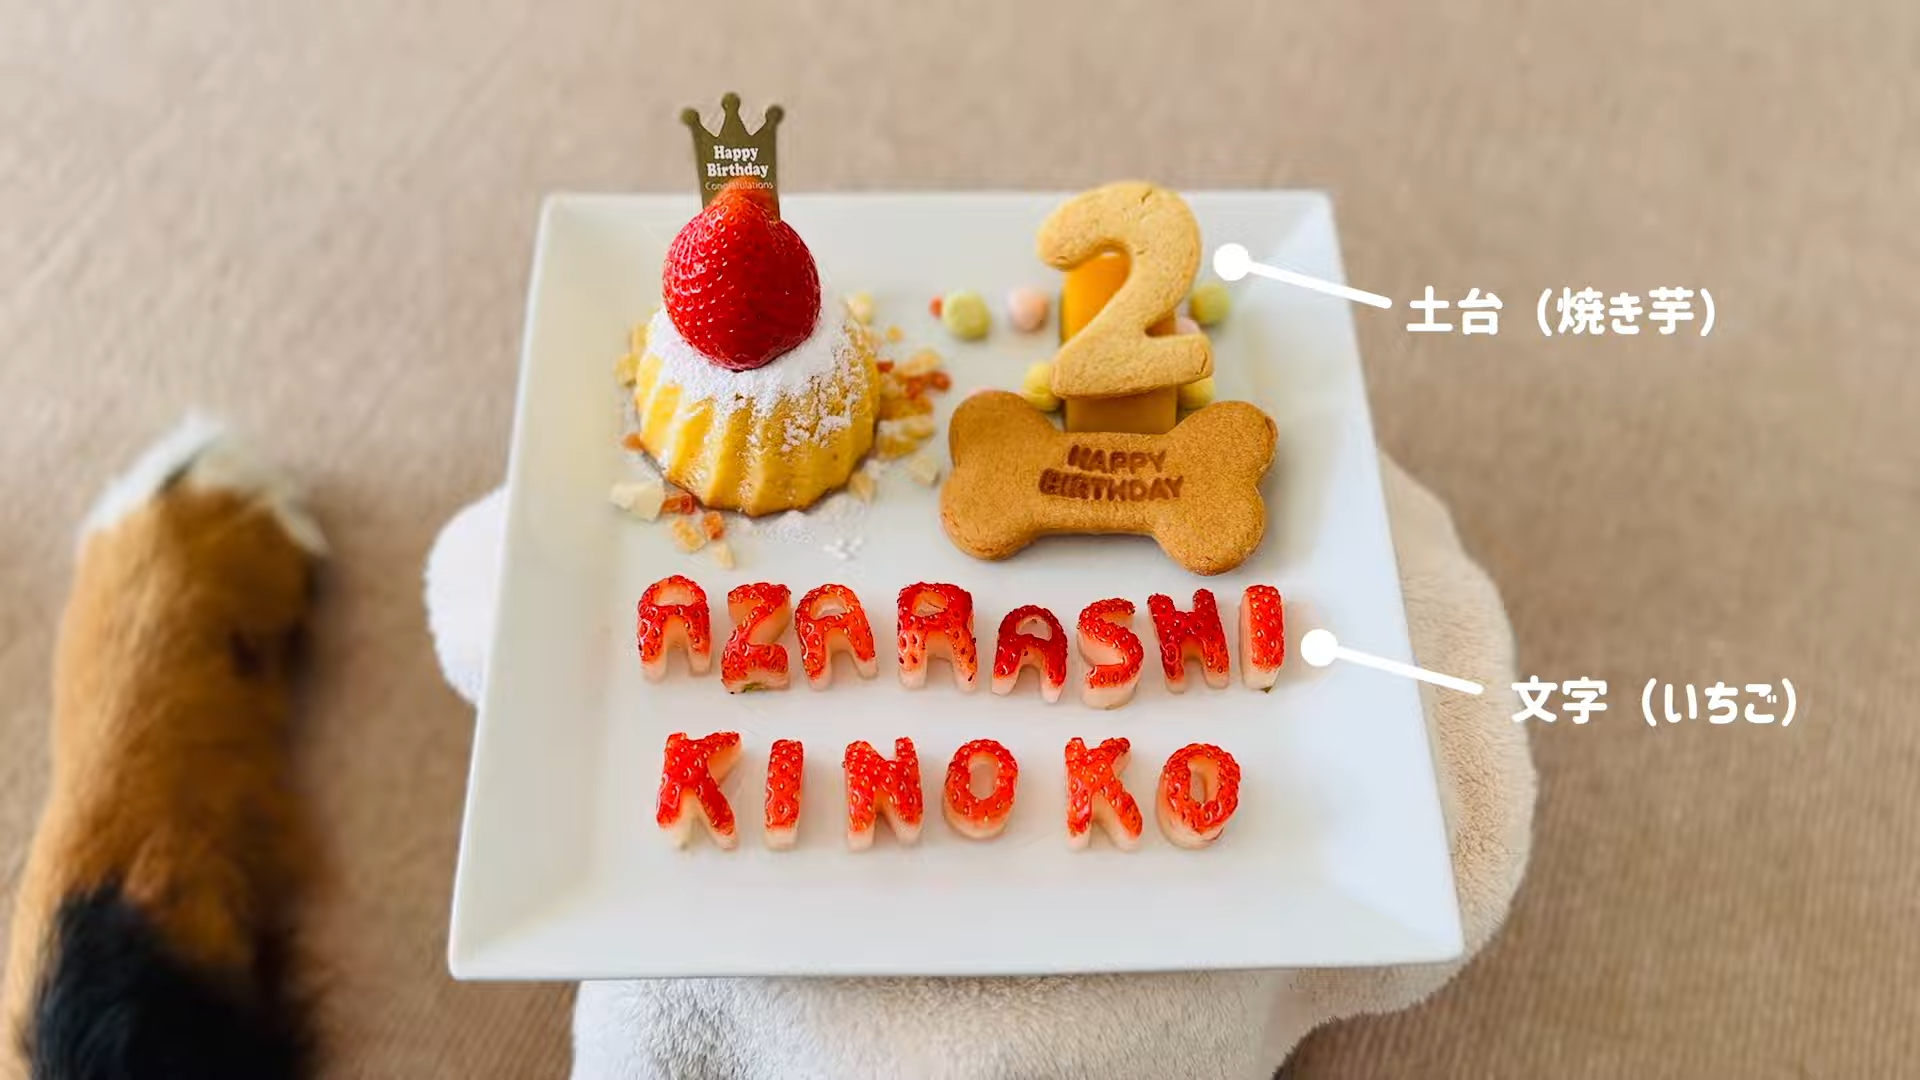 Happy
Birthday
Congratulations
2
土台（焼き芋）
HAPPY
BIRTHDAY
AZARASHI
文字（いちご）
KINOKO